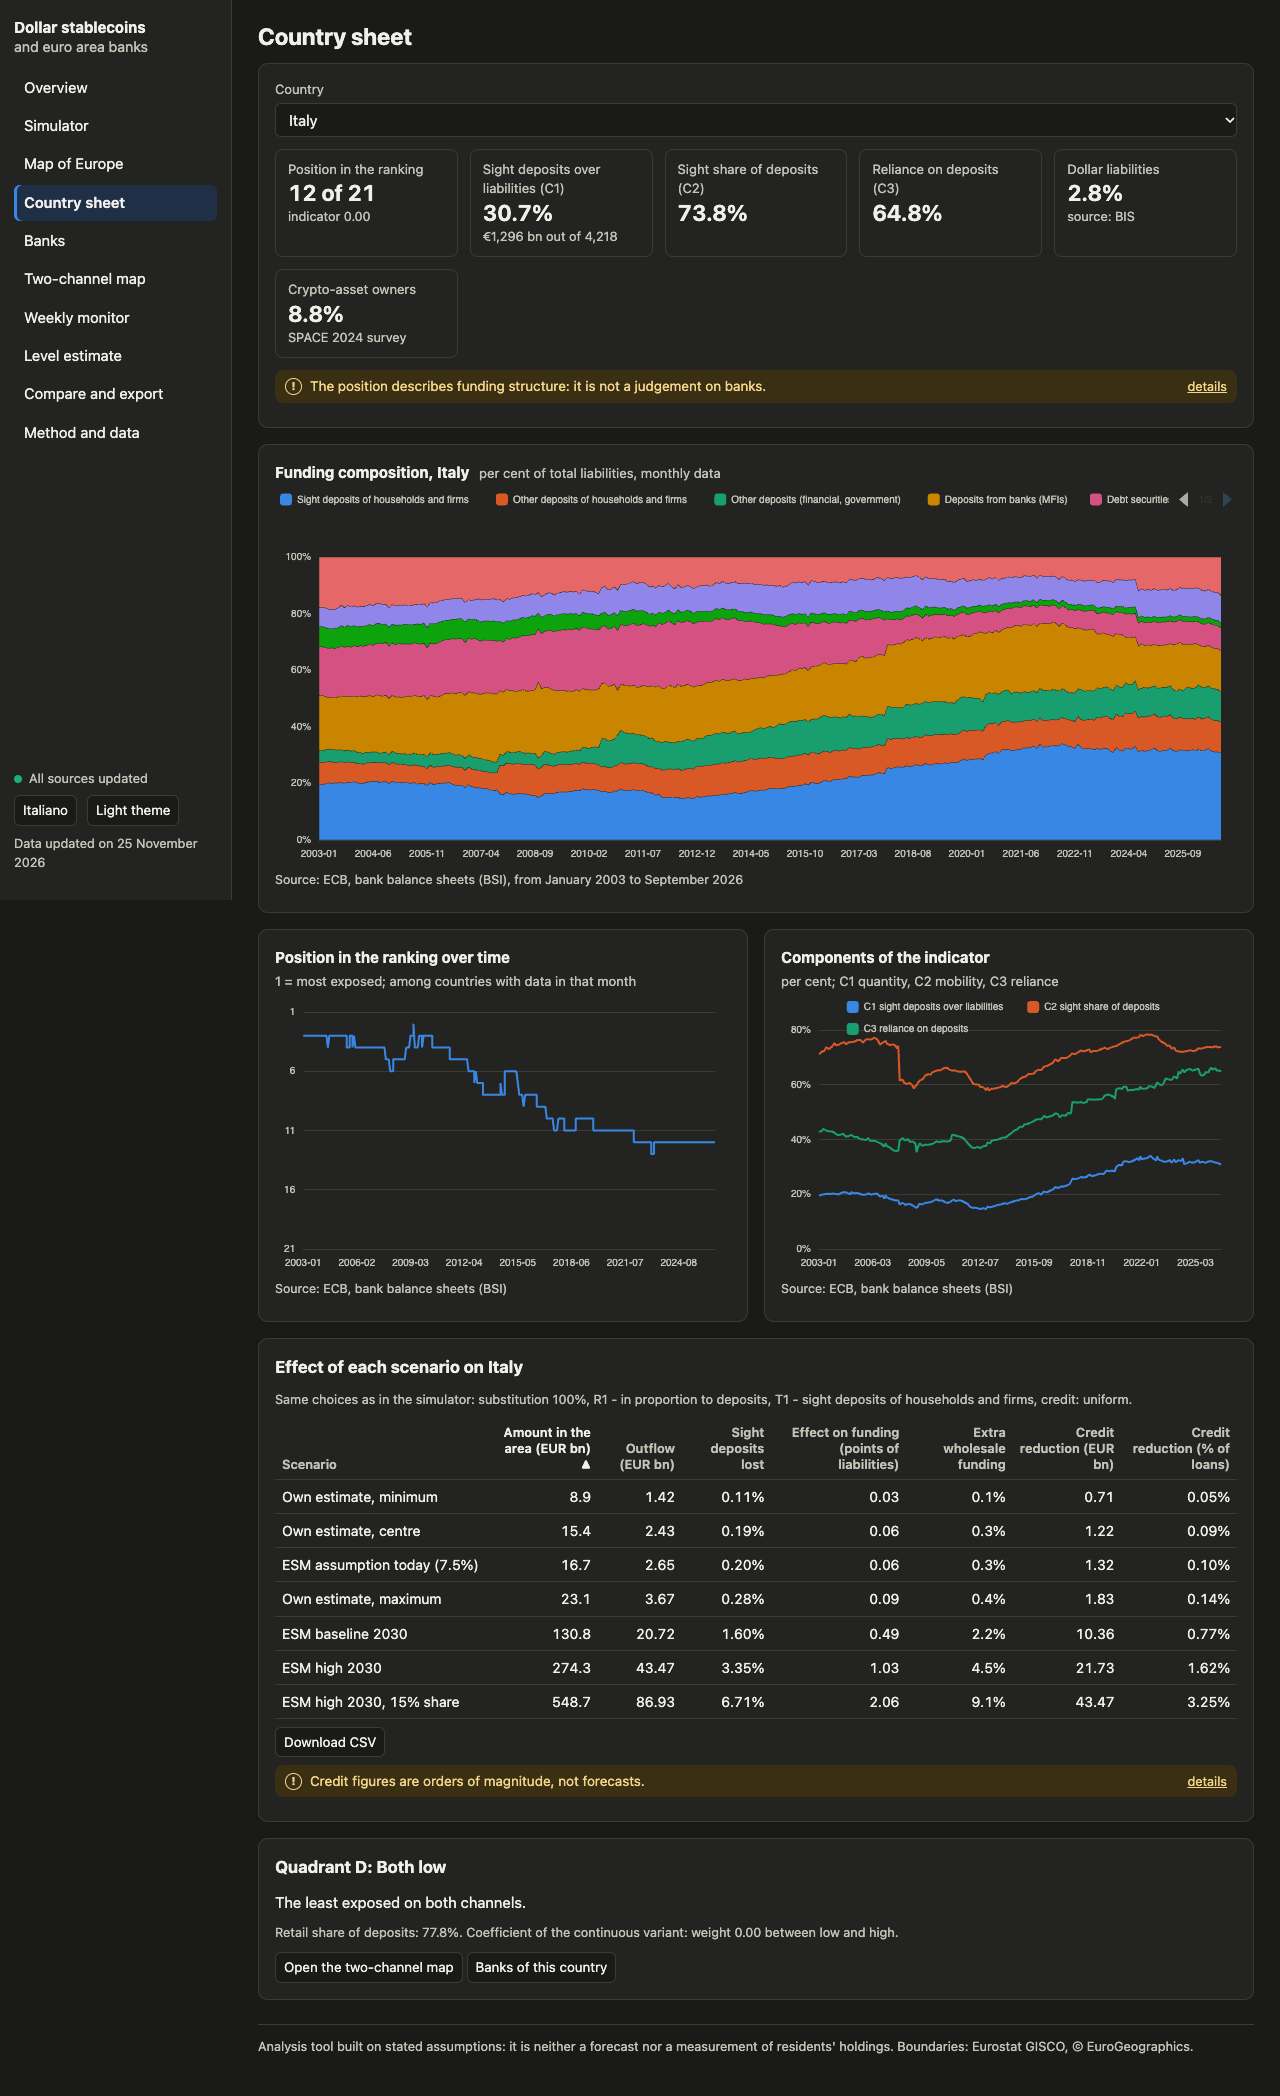 Dollar stablecoins
and euro area banks
Overview
Simulator
Map of Europe
Country sheet
Banks
Two-channel map
Weekly monitor
Level estimate
Compare and export
Method and data
All sources updated
Italiano
Light theme
Data updated on 25 November
2026
Country sheet
Country
Italy
Position in the ranking
12 of 21
indicator 0.00
Sight deposits over
liabilities (C1)
30.7%
€1,296 bn out of 4,218
Sight share of deposits
(C2)
73.8%
Reliance on deposits
(C3)
64.8%
Dollar liabilities
2.8%
source: BIS
Crypto-asset owners
8.8%
SPACE 2024 survey
The position describes funding structure: it is not a judgement on banks.
details
Funding composition, Italy per cent of total liabilities, monthly data
Sight deposits of households and firms
Other deposits of households and firms
Other deposits (financial, government)
Deposits from banks (MFIs)
Debt securitie
100%
80%
60%
40%
20%
0%
2003-01 2004-06 2005-11 2007-04 2008-09 2010-02 2011-07 2012-12 2014-05 2015-10 2017-03 2018-08 2020-01 2021-06 2022-11 2024-04 2025-09
Source: ECB, bank balance sheets (BSI), from January 2003 to September 2026
Position in the ranking over time
1 = most exposed; among countries with data in that month
1
6
11
16
21
2003-01 2006-02 2009-03 2012-04 2015-05 2018-06 2021-07 2024-08
Source: ECB, bank balance sheets (BSI)
Components of the indicator
per cent; C1 quantity, C2 mobility, C3 reliance
C1 sight deposits over liabilities
C2 sight share of deposits
C3 reliance on deposits
80%
60%
40%
20%
0%
2003-01 2006-03 2009-05 2012-07 2015-09 2018-11 2022-01 2025-03
Source: ECB, bank balance sheets (BSI)
Effect of each scenario on Italy
Same choices as in the simulator: substitution 100%, R1 - in proportion to deposits, T1 - sight deposits of households and firms, credit: uniform.
Scenario
Amount in the
area (EUR bn)
▲
Outflow
(EUR bn)
Sight
deposits
lost
Effect on funding
(points of
liabilities)
Extra
wholesale
funding
Credit
reduction (EUR
bn)
Credit
reduction (% of
loans)
Own estimate, minimum 8.9 1.42 0.11% 0.03 0.1% 0.71 0.05%
Own estimate, centre 15.4 2.43 0.19% 0.06 0.3% 1.22 0.09%
ESM assumption today (7.5%) 16.7 2.65 0.20% 0.06 0.3% 1.32 0.10%
Own estimate, maximum 23.1 3.67 0.28% 0.09 0.4% 1.83 0.14%
ESM baseline 2030 130.8 20.72 1.60% 0.49 2.2% 10.36 0.77%
ESM high 2030 274.3 43.47 3.35% 1.03 4.5% 21.73 1.62%
ESM high 2030, 15% share 548.7 86.93 6.71% 2.06 9.1% 43.47 3.25%
Download CSV
Credit figures are orders of magnitude, not forecasts.
details
Quadrant D: Both low
The least exposed on both channels.
Retail share of deposits: 77.8%. Coefficient of the continuous variant: weight 0.00 between low and high.
Open the two-channel map
Banks of this country
Analysis tool built on stated assumptions: it is neither a forecast nor a measurement of residents' holdings. Boundaries: Eurostat GISCO, © EuroGeographics.